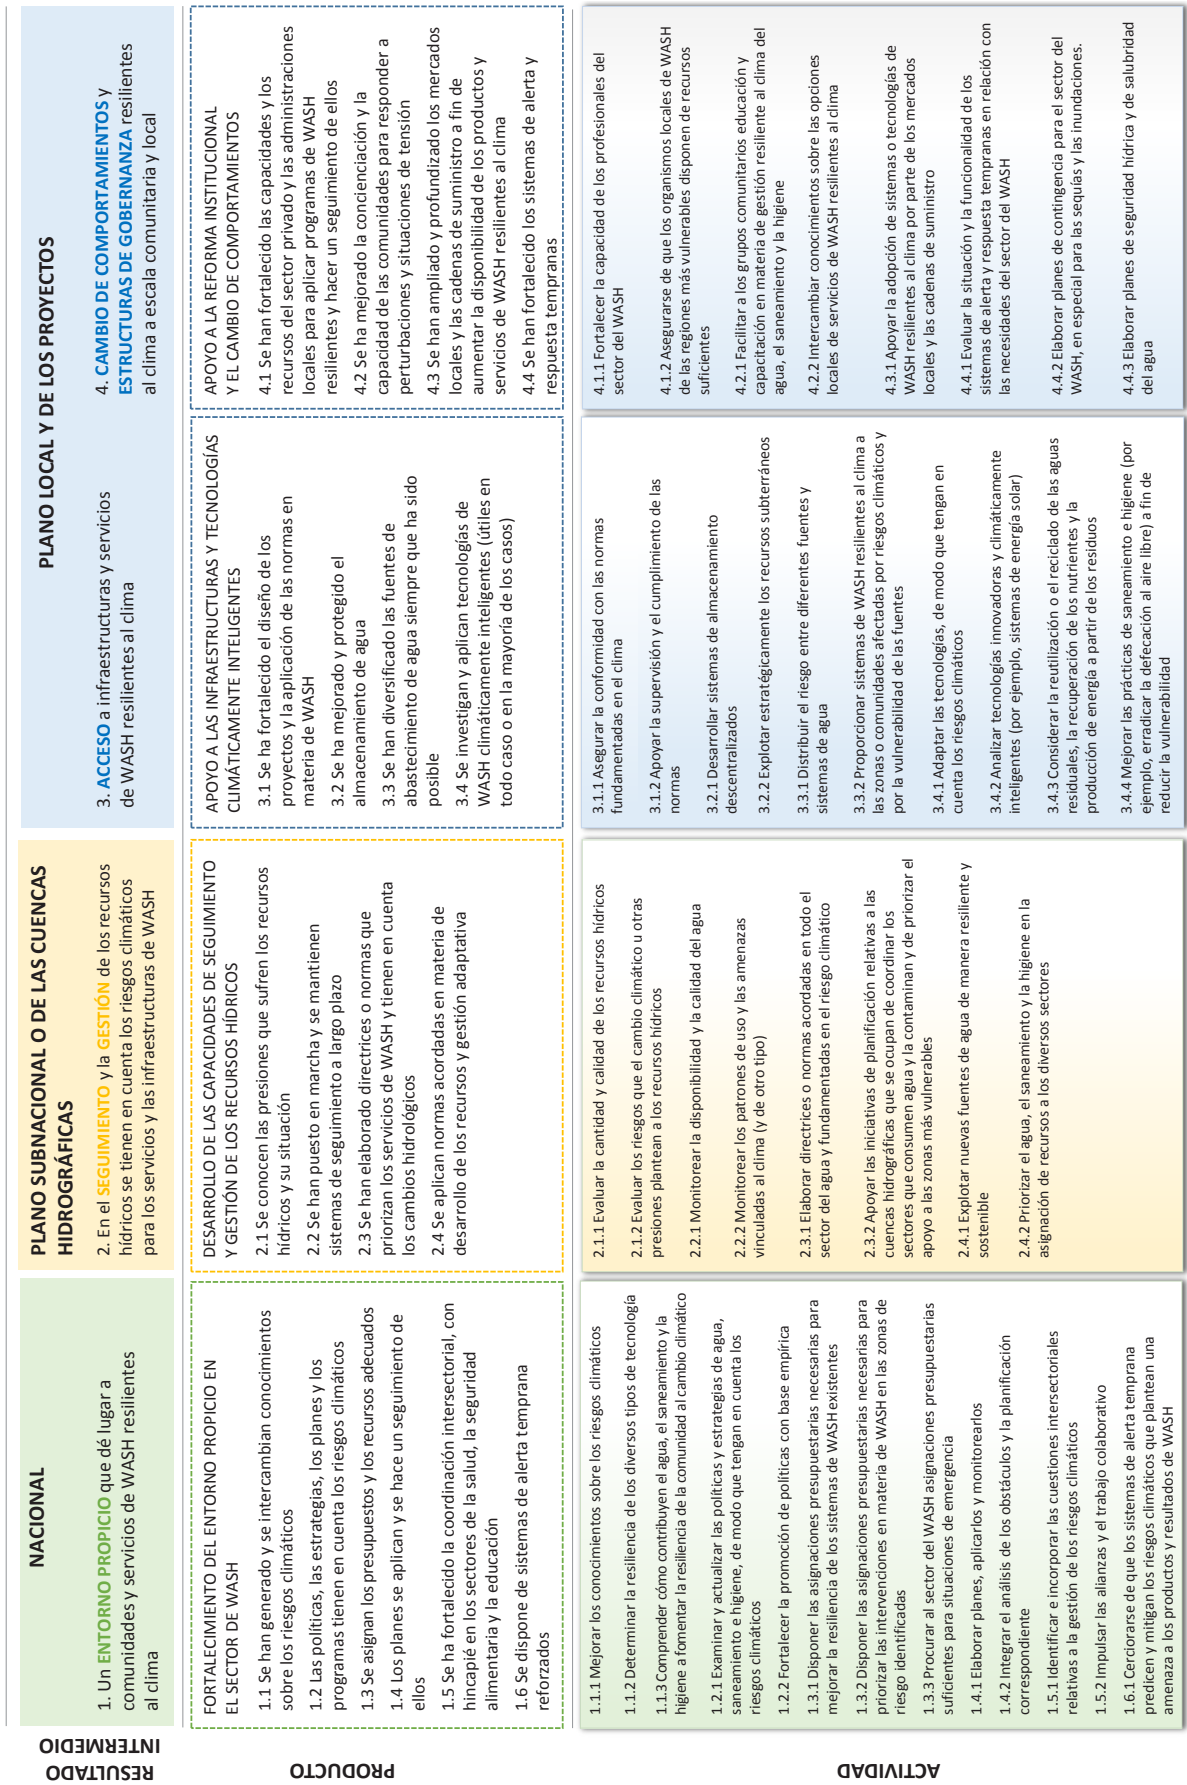 NACIONAL
PLANO SUBNACIONAL O DE LAS CUENCAS
HIDROGRÁFICAS
PLANO LOCAL Y DE LOS PROYECTOS
RESULTADO
INTERMEDIO
1. Un ENTORNO PROPICIO que dé lugar a
comunidades y servicios de WASH resilientes
al clima
2. En el SEGUIMIENTO y la GESTIÓN de los recursos
hídricos se tienen en cuenta los riesgos climáticos
para los servicios y las infraestructuras de WASH
3. ACCESO a infraestructuras y servicios
de WASH resilientes al clima
4. CAMBIO DE COMPORTAMIENTOS y
ESTRUCTURAS DE GOBERNANZA resilientes
al clima a escala comunitaria y local
PRODUCTO
FORTALECIMIENTO DEL ENTORNO PROPICIO EN
EL SECTOR DE WASH
1.1 Se han generado y se intercambian conocimientos
sobre los riesgos climáticos
1.2 Las políticas, las estrategias, los planes y los
programas tienen en cuenta los riesgos climáticos
1.3 Se asignan los presupuestos y los recursos adecuados
1.4 Los planes se aplican y se hace un seguimiento de
ellos
1.5 Se ha fortalecido la coordinación intersectorial, con
hincapié en los sectores de la salud, la seguridad
alimentaria y la educación
1.6 Se dispone de sistemas de alerta temprana
reforzados
DESARROLLO DE LAS CAPACIDADES DE SEGUIMIENTO
Y GESTIÓN DE LOS RECURSOS HÍDRICOS
2.1 Se conocen las presiones que sufren los recursos
hídricos y su situación
2.2 Se han puesto en marcha y se mantienen
sistemas de seguimiento a largo plazo
2.3 Se han elaborado directrices o normas que
priorizan los servicios de WASH y tienen en cuenta
los cambios hidrológicos
2.4 Se aplican normas acordadas en materia de
desarrollo de los recursos y gestión adaptativa
APOYO A LAS INFRAESTRUCTURAS Y TECNOLOGÍAS
CLIMÁTICAMENTE INTELIGENTES
3.1 Se ha fortalecido el diseño de los
proyectos y la aplicación de las normas en
materia de WASH
3.2 Se ha mejorado y protegido el
almacenamiento de agua
3.3 Se han diversificado las fuentes de
abastecimiento de agua siempre que ha sido
posible
3.4 Se investigan y aplican tecnologías de
WASH climáticamente inteligentes (útiles en
todo caso o en la mayoría de los casos)
APOYO A LA REFORMA INSTITUCIONAL
Y EL CAMBIO DE COMPORTAMIENTOS
4.1 Se han fortalecido las capacidades y los
recursos del sector privado y las administraciones
locales para aplicar programas de WASH
resilientes y hacer un seguimiento de ellos
4.2 Se ha mejorado la concienciación y la
capacidad de las comunidades para responder a
perturbaciones y situaciones de tensión
4.3 Se han ampliado y profundizado los mercados
locales y las cadenas de suministro a fin de
aumentar la disponibilidad de los productos y
servicios de WASH resilientes al clima
4.4 Se han fortalecido los sistemas de alerta y
respuesta tempranas
ACTIVIDAD
1.1.1 Mejorar los conocimientos sobre los riesgos climáticos
1.1.2 Determinar la resiliencia de los diversos tipos de tecnología
1.1.3 Comprender cómo contribuyen el agua, el saneamiento y la
higiene a fomentar la resiliencia de la comunidad al cambio climático
1.2.1 Examinar y actualizar las políticas y estrategias de agua,
saneamiento e higiene, de modo que tengan en cuenta los
riesgos climáticos
1.2.2 Fortalecer la promoción de políticas con base empírica
1.3.1 Disponer las asignaciones presupuestarias necesarias para
mejorar la resiliencia de los sistemas de WASH existentes
1.3.2 Disponer las asignaciones presupuestarias necesarias para
priorizar las intervenciones en materia de WASH en las zonas de
riesgo identificadas
1.3.3 Procurar al sector del WASH asignaciones presupuestarias
suficientes para situaciones de emergencia
1.4.1 Elaborar planes, aplicarlos y monitorearlos
1.4.2 Integrar el análisis de los obstáculos y la planificación
correspondiente
1.5.1 Identificar e incorporar las cuestiones intersectoriales
relativas a la gestión de los riesgos climáticos
1.5.2 Impulsar las alianzas y el trabajo colaborativo
1.6.1 Cerciorarse de que los sistemas de alerta temprana
predicen y mitigan los riesgos climáticos que plantean una
amenaza a los productos y resultados de WASH
2.1.1 Evaluar la cantidad y calidad de los recursos hídricos
2.1.2 Evaluar los riesgos que el cambio climático u otras
presiones plantean a los recursos hídricos
2.2.1 Monitorear la disponibilidad y la calidad del agua
2.2.2 Monitorear los patrones de uso y las amenazas
vinculadas al clima (y de otro tipo)
2.3.1 Elaborar directrices o normas acordadas en todo el
sector del agua y fundamentadas en el riesgo climático
2.3.2 Apoyar las iniciativas de planificación relativas a las
cuencas hidrográficas que se ocupan de coordinar los
sectores que consumen agua y la contaminan y de priorizar el
apoyo a las zonas más vulnerables
2.4.1 Explotar nuevas fuentes de agua de manera resiliente y
sostenible
2.4.2 Priorizar el agua, el saneamiento y la higiene en la
asignación de recursos a los diversos sectores
3.1.1 Asegurar la conformidad con las normas
fundamentadas en el clima
3.1.2 Apoyar la supervisión y el cumplimiento de las
normas
3.2.1 Desarrollar sistemas de almacenamiento
descentralizados
3.2.2 Explotar estratégicamente los recursos subterráneos
3.3.1 Distribuir el riesgo entre diferentes fuentes y
sistemas de agua
3.3.2 Proporcionar sistemas de WASH resilientes al clima a
las zonas o comunidades afectadas por riesgos climáticos y
por la vulnerabilidad de las fuentes
3.4.1 Adaptar las tecnologías, de modo que tengan en
cuenta los riesgos climáticos
3.4.2 Analizar tecnologías innovadoras y climáticamente
inteligentes (por ejemplo, sistemas de energía solar)
3.4.3 Considerar la reutilización o el reciclado de las aguas
residuales, la recuperación de los nutrientes y la
producción de energía a partir de los residuos
3.4.4 Mejorar las prácticas de saneamiento e higiene (por
ejemplo, erradicar la defecación al aire libre) a fin de
reducir la vulnerabilidad
4.1.1 Fortalecer la capacidad de los profesionales del
sector del WASH
4.1.2 Asegurarse de que los organismos locales de WASH
de las regiones más vulnerables disponen de recursos
suficientes
4.2.1 Facilitar a los grupos comunitarios educación y
capacitación en materia de gestión resiliente al clima del
agua, el saneamiento y la higiene
4.2.2 Intercambiar conocimientos sobre las opciones
locales de servicios de WASH resilientes al clima
4.3.1 Apoyar la adopción de sistemas o tecnologías de
WASH resilientes al clima por parte de los mercados
locales y las cadenas de suministro
4.4.1 Evaluar la situación y la funcionalidad de los
sistemas de alerta y respuesta tempranas en relación con
las necesidades del sector del WASH
4.4.2 Elaborar planes de contingencia para el sector del
WASH, en especial para las sequías y las inundaciones.
4.4.3 Elaborar planes de seguridad hídrica y de salubridad
del agua